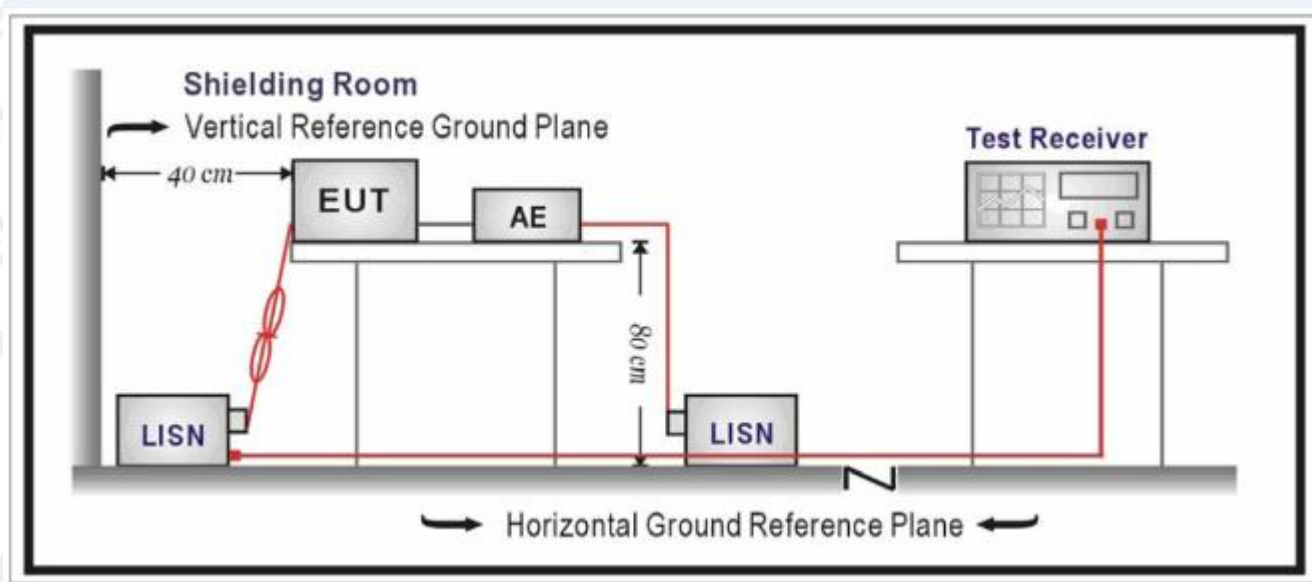 Shielding Room
Vertical Reference Ground Plane
Test Receiver
40 cm
EUT
AE
80 cm
LISN
LISN
Horizontal Ground Reference Plane